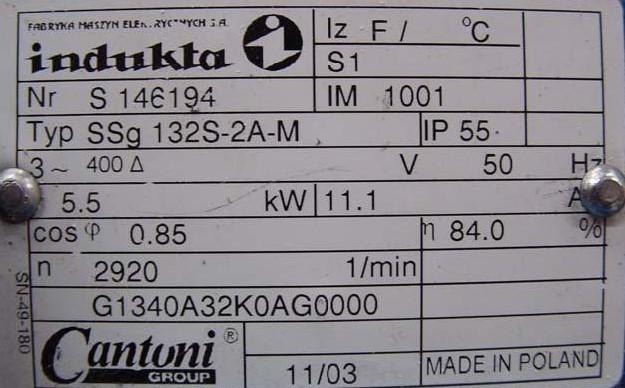 FABRYKA MASZYN ELEKTRYCZNYCH S.A.
indukta
Iz F / °C
S1
Nr S 146194
IM 1001
Typ SSg 132S-2A-M
IP 55
3~ 400 Δ V 50 Hz
5.5 kW 11.1 A
cos φ 0.85 η 84.0 %
n 2920 1/min
G1340A32K0AG0000
SN-49-180
Cantoni ®
GROUP
11/03
MADE IN POLAND